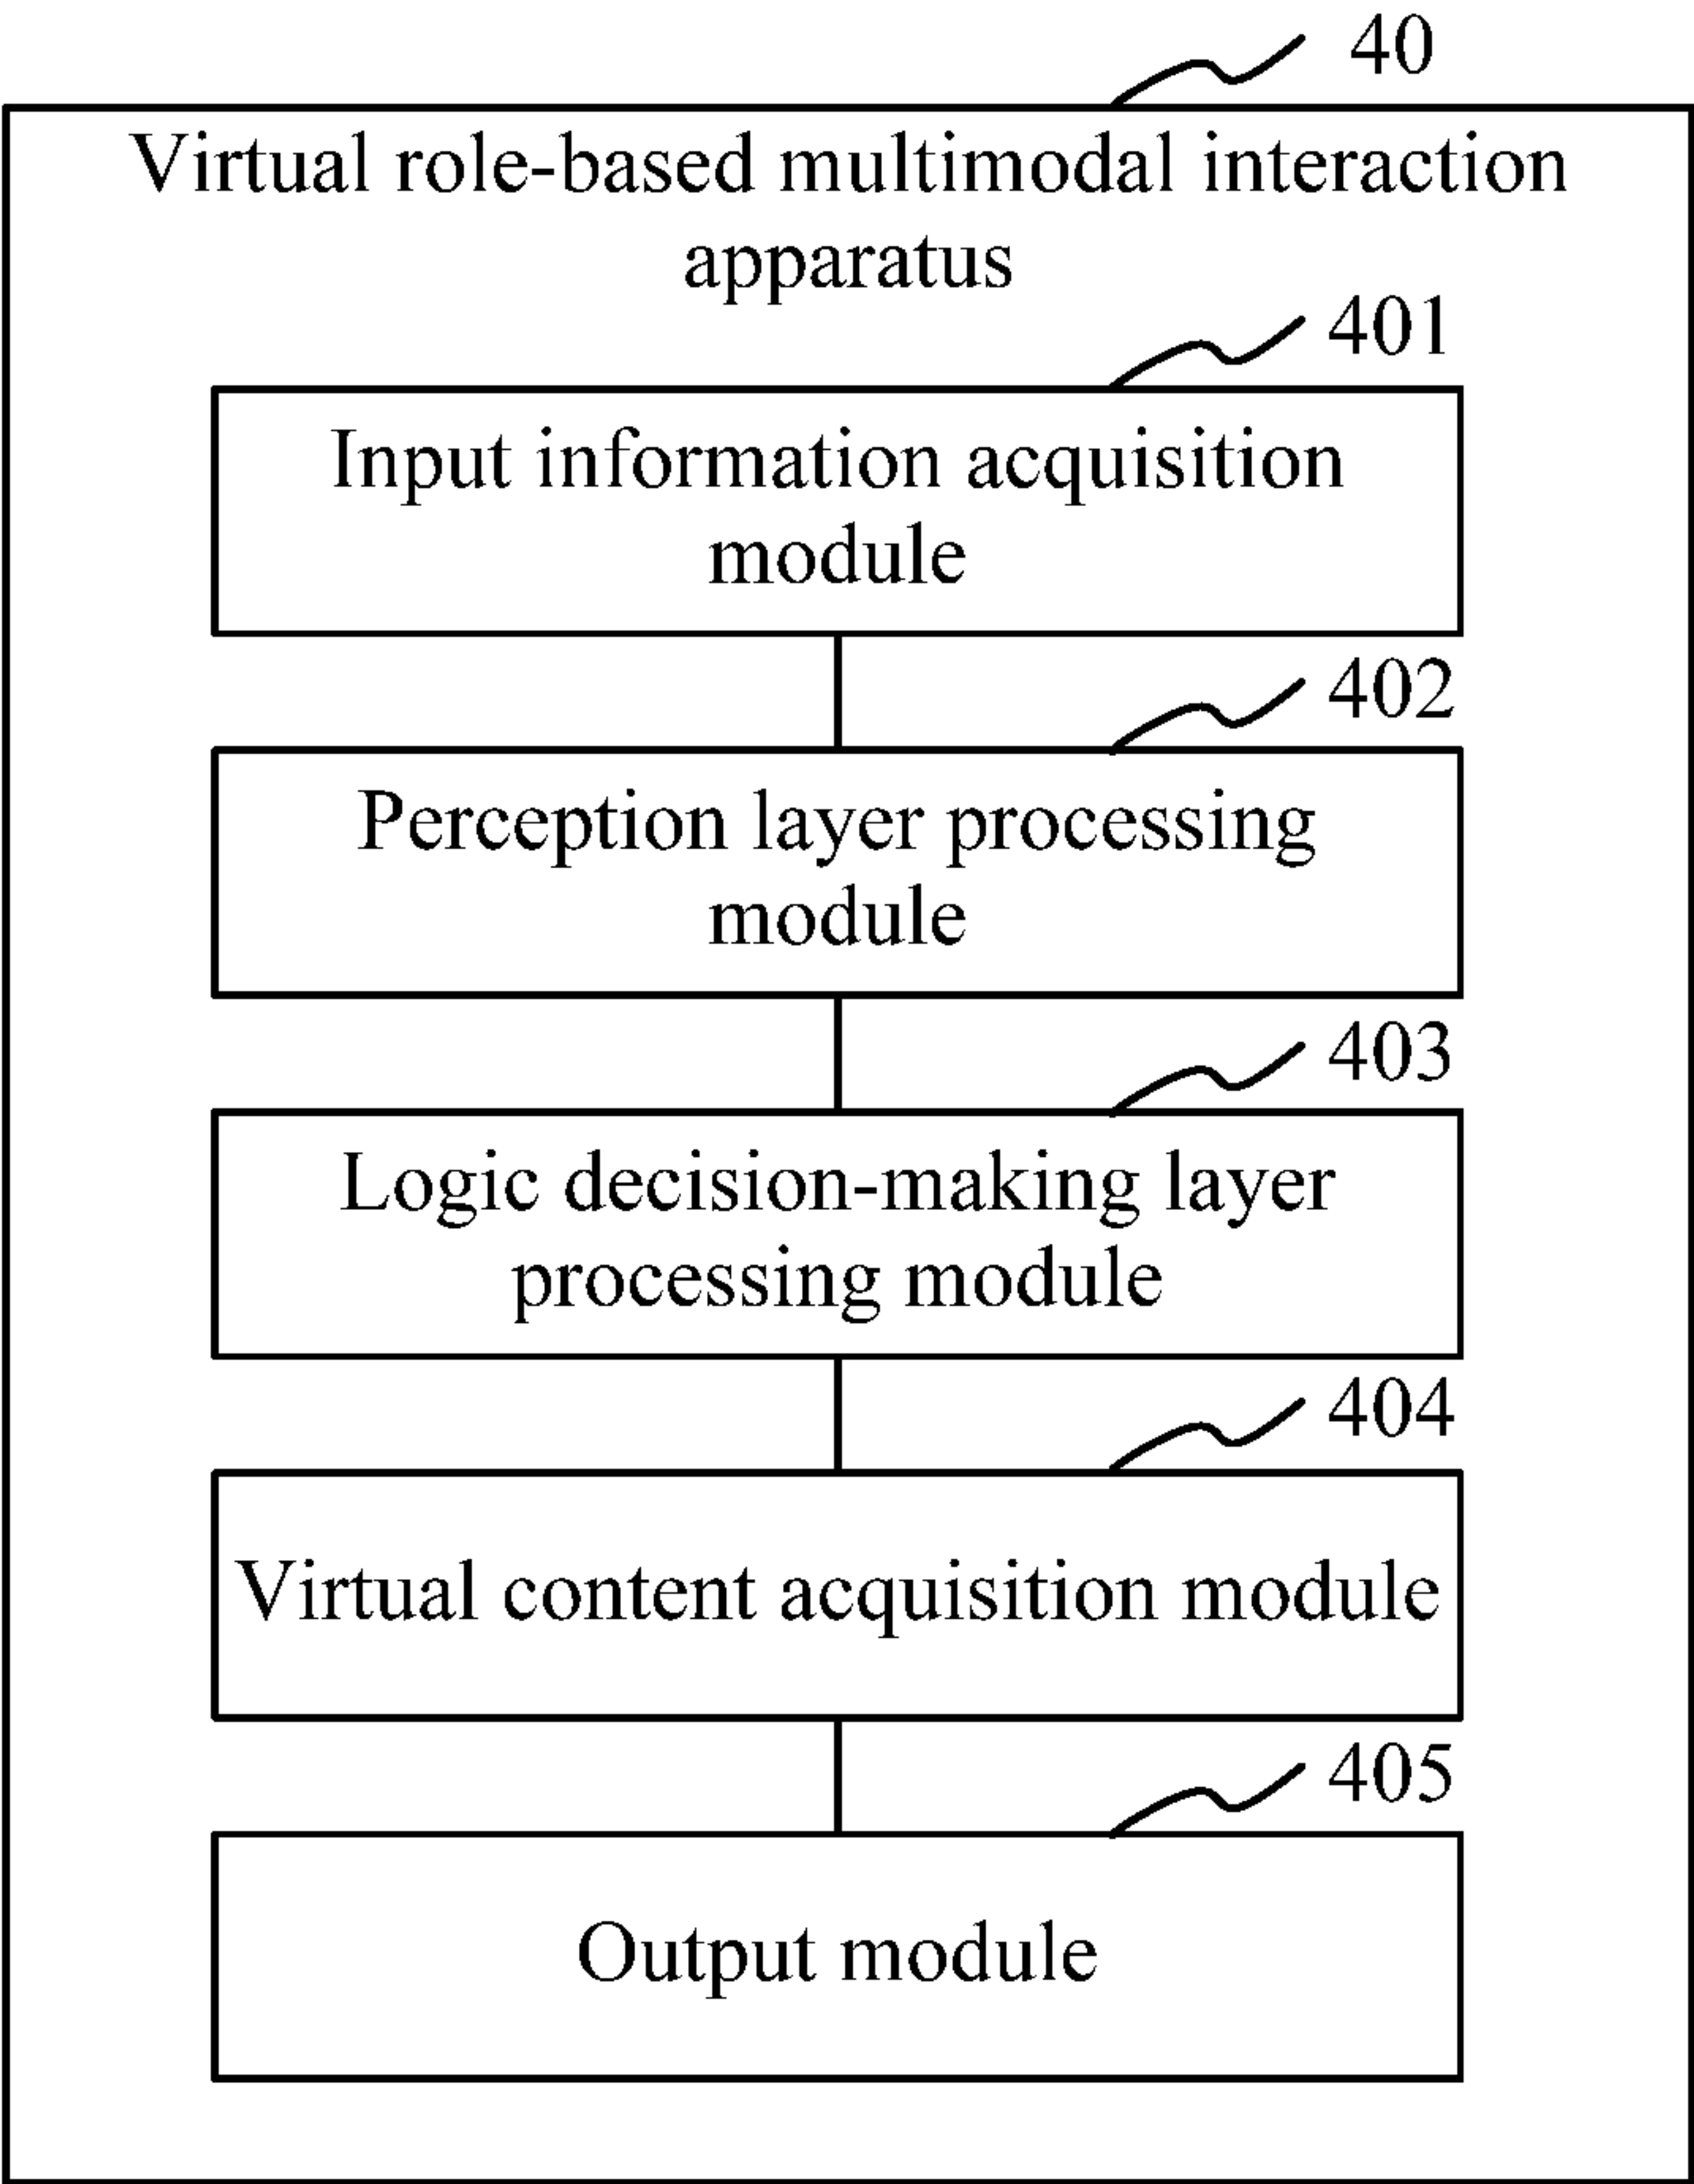 40
Virtual role-based multimodal interaction
apparatus
401
Input information acquisition
module
402
Perception layer processing
module
403
Logic decision-making layer
processing module
404
Virtual content acquisition module
405
Output module